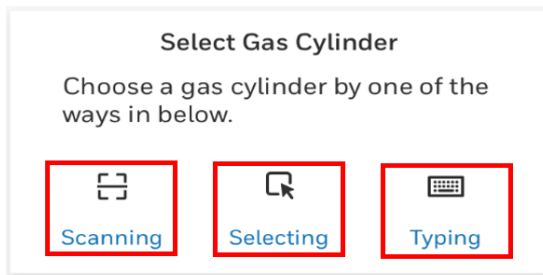 Select Gas Cylinder
Choose a gas cylinder by one of the
ways in below.
Scanning
Selecting
Typing